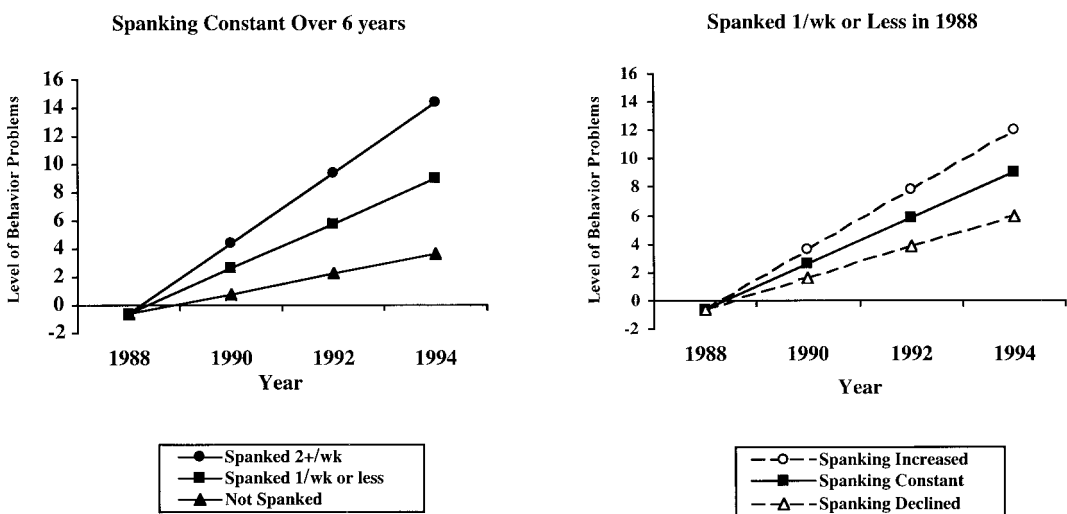 Spanking Constant Over 6 years
Level of Behavior Problems
16
14
12
10
8
6
4
2
0
-2
1988 1990 1992 1994
Year
Spanked 2+/wk
Spanked 1/wk or less
Not Spanked
Spanked 1/wk or Less in 1988
Level of Behavior Problems
16
14
12
10
8
6
4
2
0
-2
1988 1990 1992 1994
Year
Spanking Increased
Spanking Constant
Spanking Declined